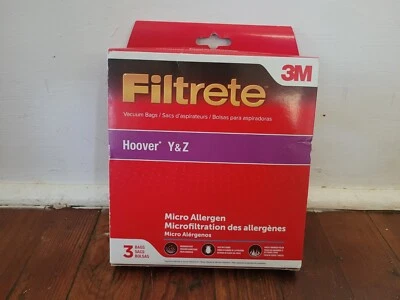 3M
Filtrete
Vacuum Bags / Sacs d'aspirateurs / Bolsas para aspiradoras
Hoover® Y & Z
Micro Allergen
Microfiltration des allergènes
Micro Alérgenos
3 BAGS
SACS
BOLSAS